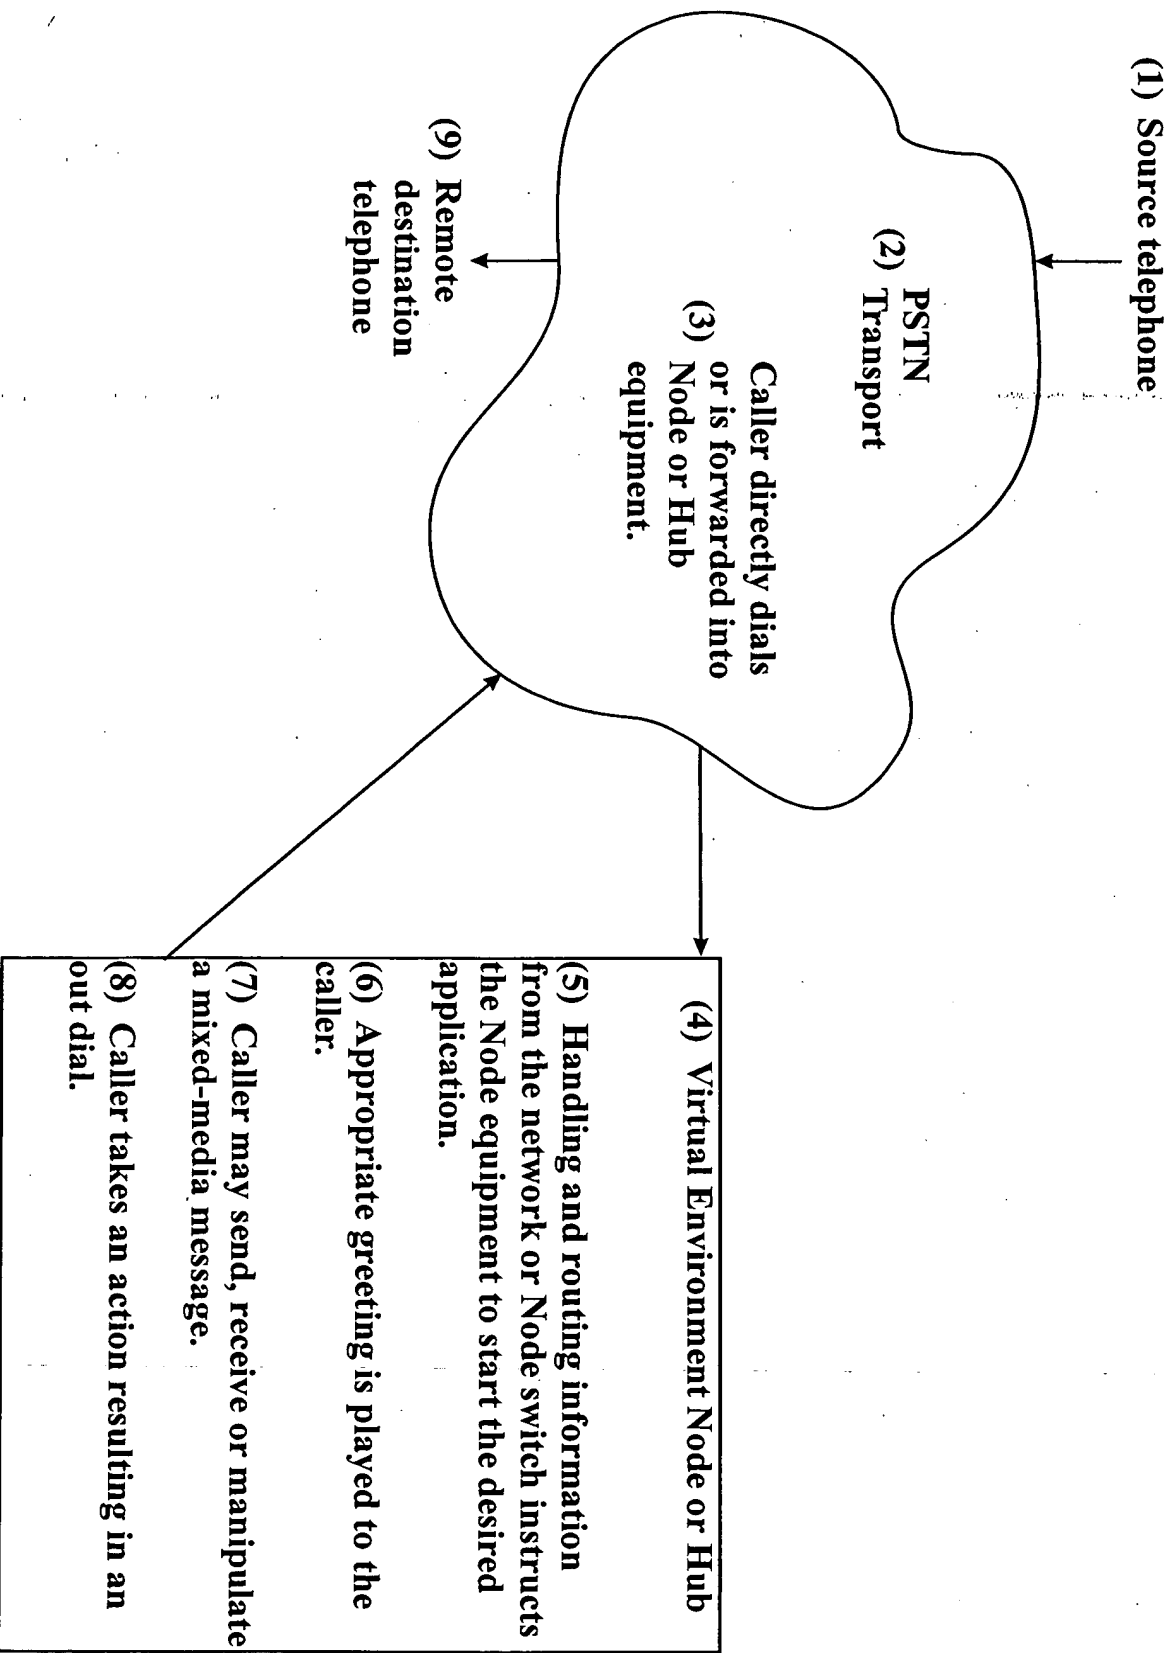 (1) Source telephone
PSTN
(2) Transport
Caller directly dials
(3) or is forwarded into
Node or Hub
equipment.
(9) Remote
destination
telephone
(4) Virtual Environment Node or Hub
(5) Handling and routing information
from the network or Node switch instructs
the Node equipment to start the desired
application.
(6) Appropriate greeting is played to the
caller.
(7) Caller may send, receive or manipulate
a mixed-media message.
(8) Caller takes an action resulting in an
out dial.